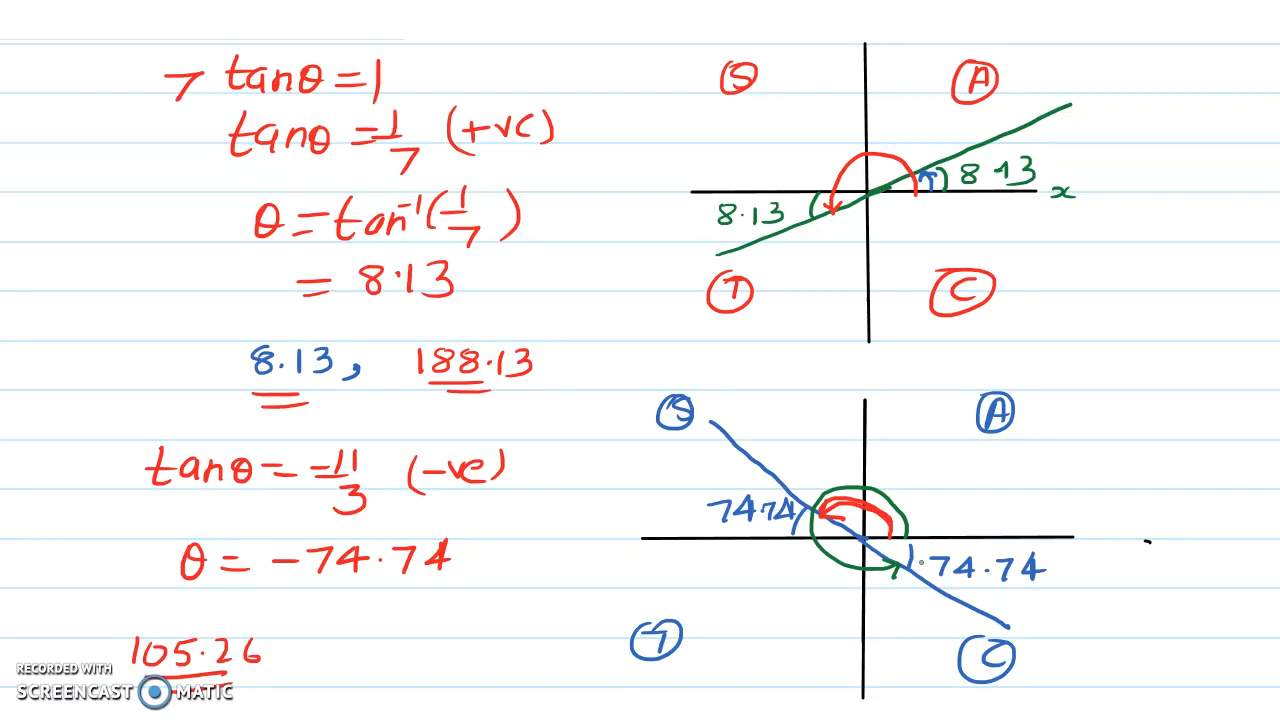 7 tanθ = 1
tanθ = 1/7 (+ve)
θ = tan⁻¹(1/7)
= 8.13
8.13, 188.13
tanθ = -11/3 (-ve)
θ = -74.74
105.26
S A
8.13 x
8.13
T C
S A
74.74
74.74
T C
RECORDED WITH
SCREENCAST MATIC